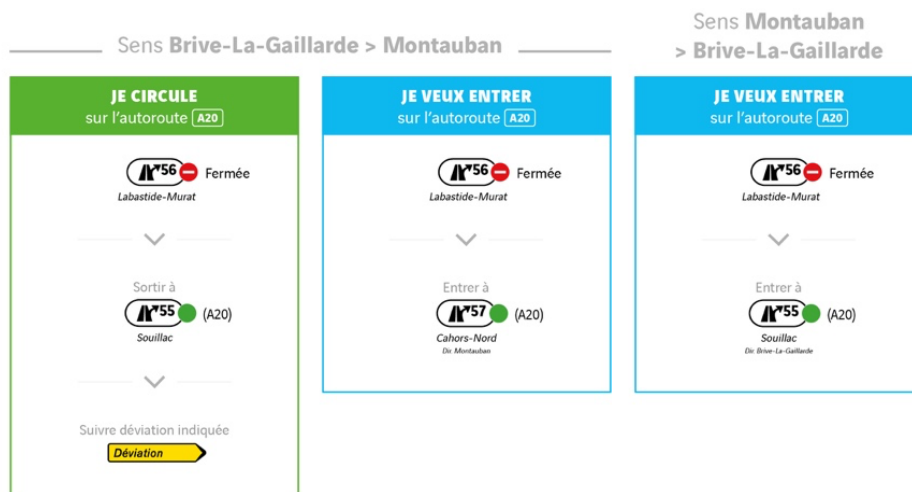 Sens Brive-La-Gaillarde > Montauban
Sens Montauban
> Brive-La-Gaillarde
JE CIRCULE
sur l'autoroute A20
56 Fermée
Labastide-Murat
Sortir à
55 (A20)
Souillac
Suivre déviation indiquée
Déviation
JE VEUX ENTRER
sur l'autoroute A20
56 Fermée
Labastide-Murat
Entrer à
57 (A20)
Cahors-Nord
Dir. Montauban
JE VEUX ENTRER
sur l'autoroute A20
56 Fermée
Labastide-Murat
Entrer à
55 (A20)
Souillac
Dir. Brive-La-Gaillarde